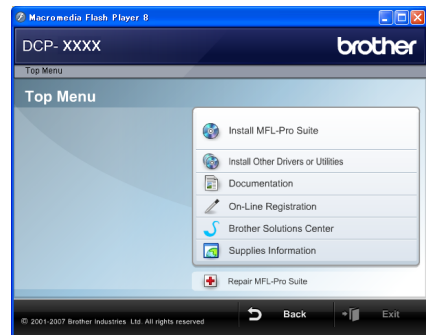 Macromedia Flash Player 8
DCP- XXXX
brother
Top Menu
Top Menu
Install MFL-Pro Suite
Install Other Drivers or Utilities
Documentation
On-Line Registration
Brother Solutions Center
Supplies Information
Repair MFL-Pro Suite
© 2001-2007 Brother Industries Ltd. All rights reserved
Back
Exit